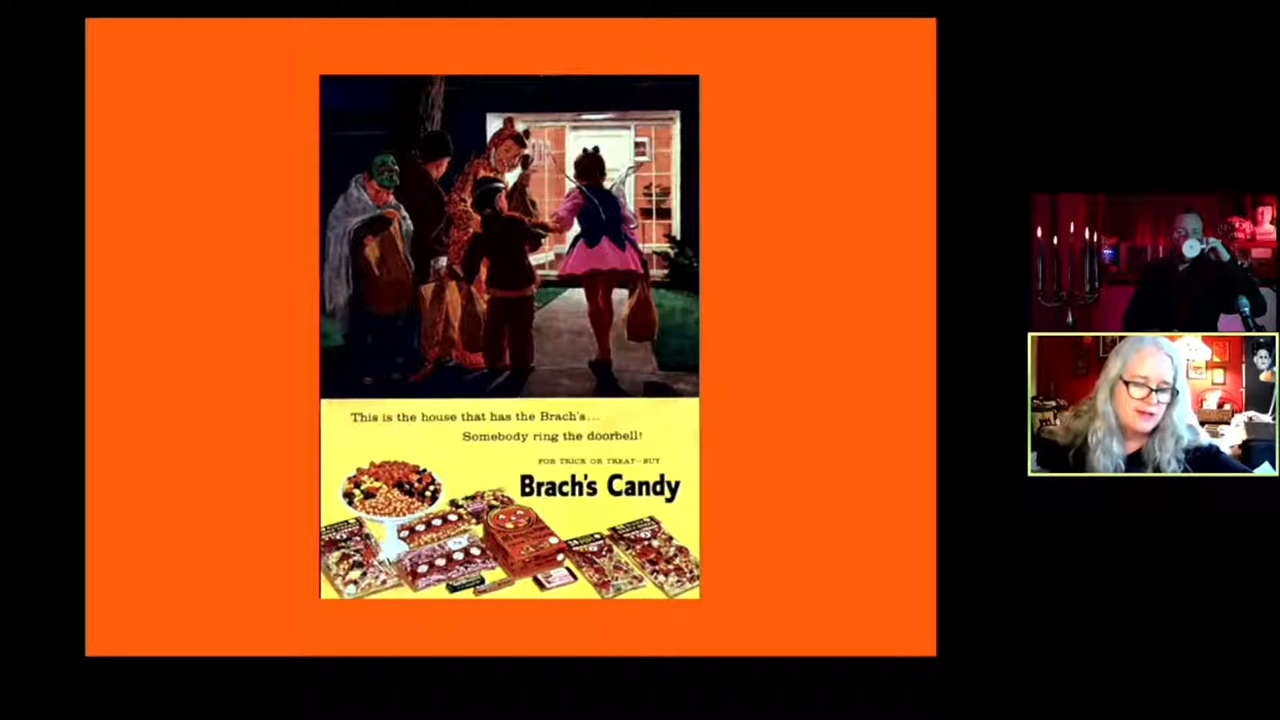 This is the house that has the Brach's...
Somebody ring the doorbell!
FOR TRICK OR TREAT—BUY
Brach's Candy